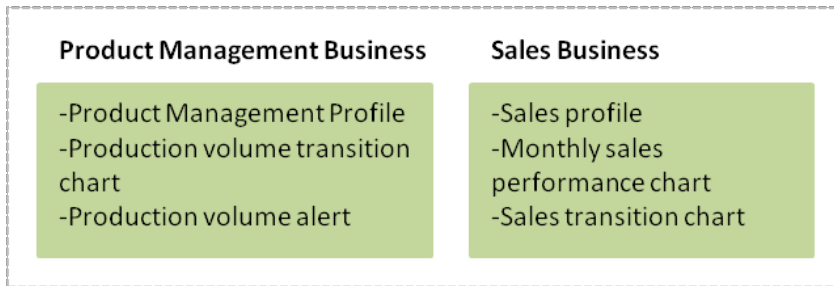 Product Management Business
-Product Management Profile
-Production volume transition
chart
-Production volume alert
Sales Business
-Sales profile
-Monthly sales
performance chart
-Sales transition chart